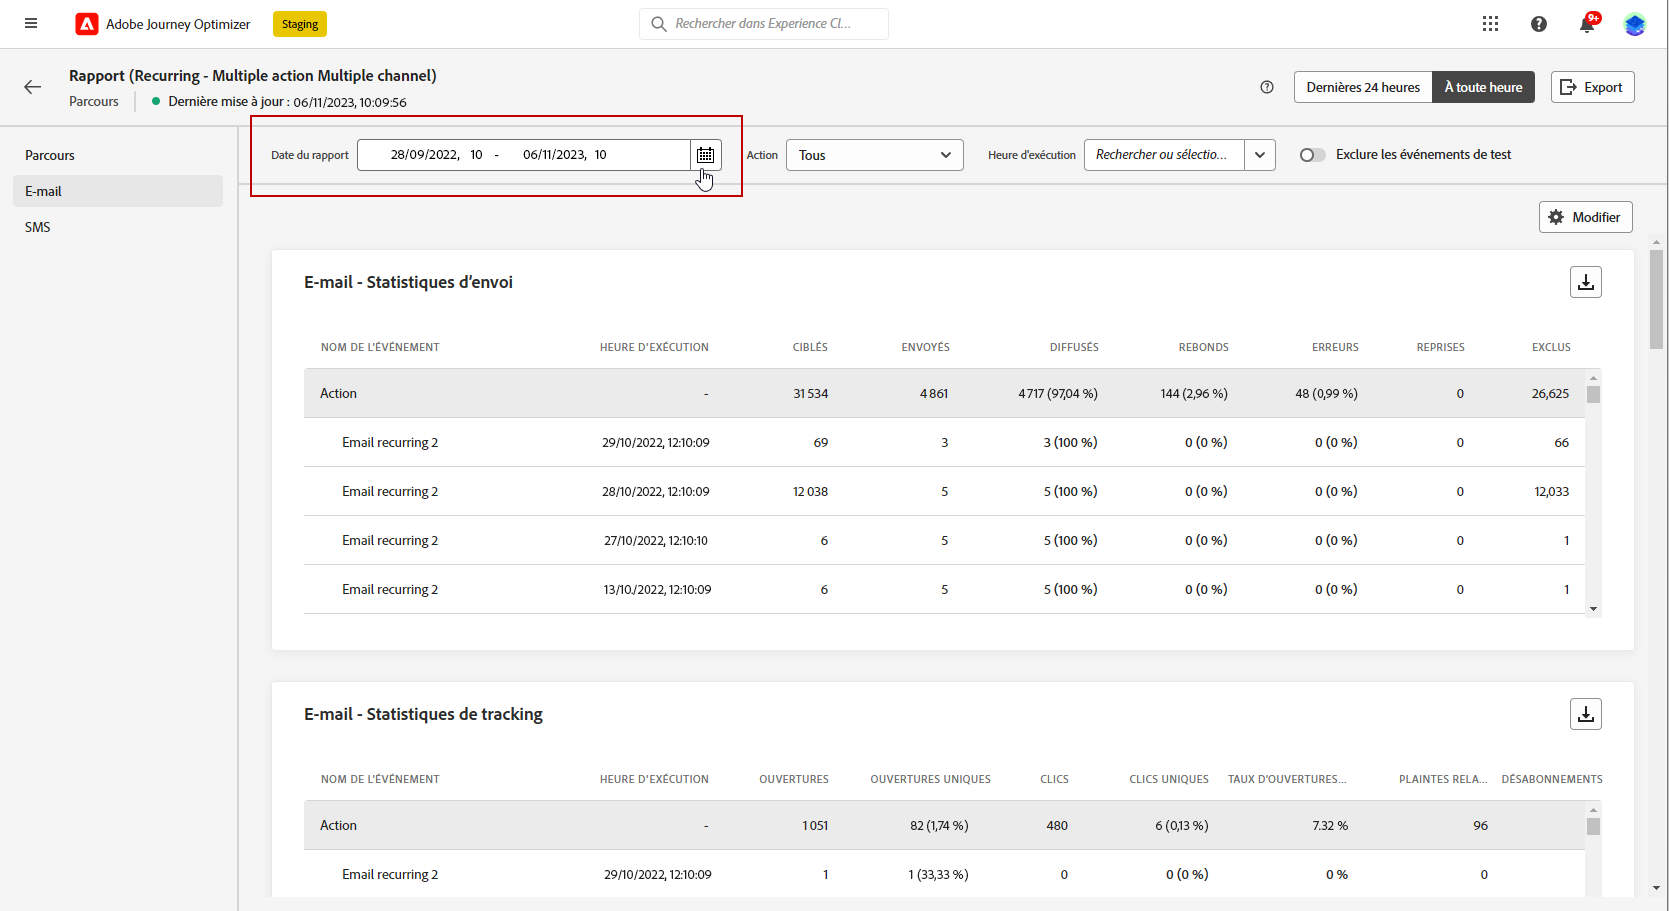 Adobe Journey Optimizer
Staging
Rechercher dans Experience Cl...
9+
Rapport (Recurring - Multiple action Multiple channel)
Parcours
Dernière mise à jour : 06/11/2023, 10:09:56
Dernières 24 heures
À toute heure
Export
Parcours
E-mail
SMS
Date du rapport
28/09/2022, 10 - 06/11/2023, 10
Action
Tous
Heure d'exécution
Rechercher ou sélectio...
Exclure les événements de test
Modifier
E-mail - Statistiques d’envoi
NOM DE L'ÉVÉNEMENT HEURE D'EXÉCUTION CIBLÉS ENVOYÉS DIFFUSÉS REBONDS ERREURS REPRISES EXCLUS
Action - 31 534 4 861 4 717 (97,04 %) 144 (2,96 %) 48 (0,99 %) 0 26,625
Email recurring 2 29/10/2022, 12:10:09 69 3 3 (100 %) 0 (0 %) 0 (0 %) 0 66
Email recurring 2 28/10/2022, 12:10:09 12 038 5 5 (100 %) 0 (0 %) 0 (0 %) 0 12,033
Email recurring 2 27/10/2022, 12:10:10 6 5 5 (100 %) 0 (0 %) 0 (0 %) 0 1
Email recurring 2 13/10/2022, 12:10:09 6 5 5 (100 %) 0 (0 %) 0 (0 %) 0 1
E-mail - Statistiques de tracking
NOM DE L'ÉVÉNEMENT HEURE D'EXÉCUTION OUVERTURES OUVERTURES UNIQUES CLICS CLICS UNIQUES TAUX D'OUVERTURES... PLAINTES RELA... DÉSABONNEMENTS
Action - 1 051 82 (1,74 %) 480 6 (0,13 %) 7.32 % 96
Email recurring 2 29/10/2022, 12:10:09 1 1 (33,33 %) 0 0 (0 %) 0 % 0